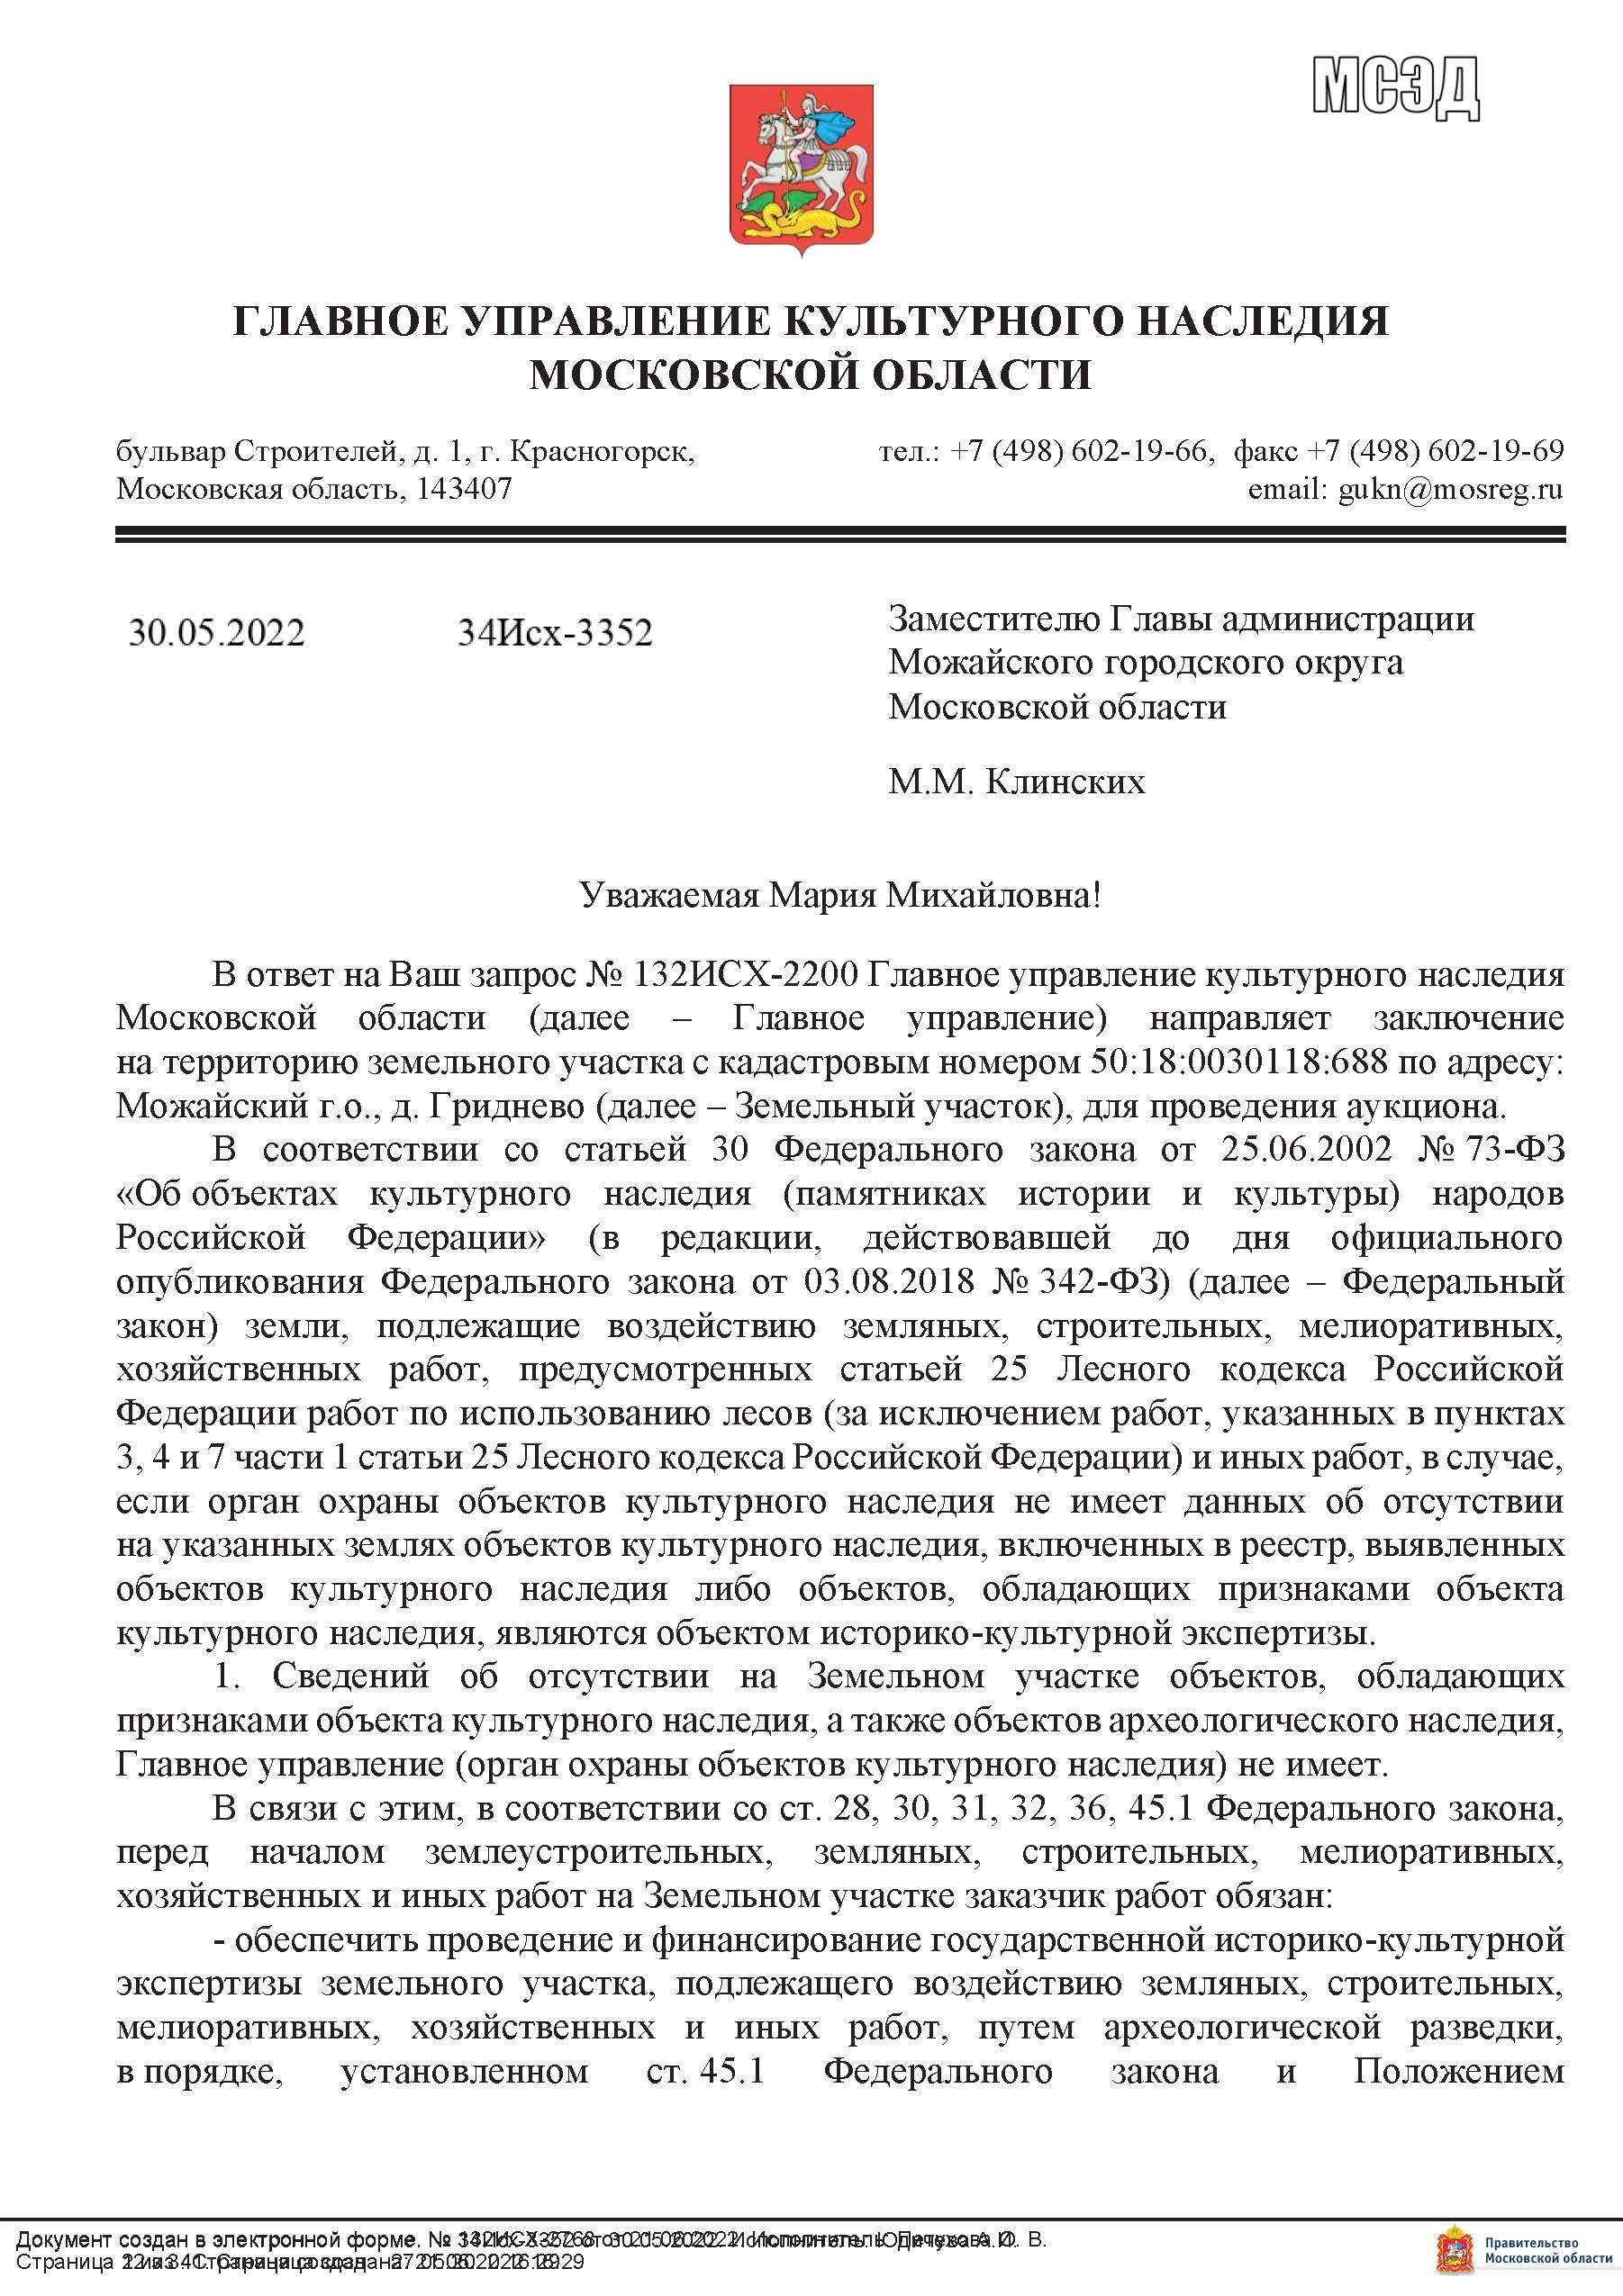 МСЭД
ГЛАВНОЕ УПРАВЛЕНИЕ КУЛЬТУРНОГО НАСЛЕДИЯ
МОСКОВСКОЙ ОБЛАСТИ
бульвар Строителей, д. 1, г. Красногорск,
Московская область, 143407
тел.: +7 (498) 602-19-66, факс +7 (498) 602-19-69
email: gukn@mosreg.ru
30.05.2022 34Исх-3352
Заместителю Главы администрации
Можайского городского округа
Московской области
М.М. Клинских
Уважаемая Мария Михайловна!
В ответ на Ваш запрос № 132ИСХ-2200 Главное управление культурного наследия
Московской области (далее – Главное управление) направляет заключение
на территорию земельного участка с кадастровым номером 50:18:0030118:688 по адресу:
Можайский г.о., д. Гриднево (далее – Земельный участок), для проведения аукциона.
В соответствии со статьей 30 Федерального закона от 25.06.2002 № 73-ФЗ
«Об объектах культурного наследия (памятниках истории и культуры) народов
Российской Федерации» (в редакции, действовавшей до дня официального
опубликования Федерального закона от 03.08.2018 № 342-ФЗ) (далее – Федеральный
закон) земли, подлежащие воздействию земляных, строительных, мелиоративных,
хозяйственных работ, предусмотренных статьей 25 Лесного кодекса Российской
Федерации работ по использованию лесов (за исключением работ, указанных в пунктах
3, 4 и 7 части 1 статьи 25 Лесного кодекса Российской Федерации) и иных работ, в случае,
если орган охраны объектов культурного наследия не имеет данных об отсутствии
на указанных землях объектов культурного наследия, включенных в реестр, выявленных
объектов культурного наследия либо объектов, обладающих признаками объекта
культурного наследия, являются объектом историко-культурной экспертизы.
1. Сведений об отсутствии на Земельном участке объектов, обладающих
признаками объекта культурного наследия, а также объектов археологического наследия,
Главное управление (орган охраны объектов культурного наследия) не имеет.
В связи с этим, в соответствии со ст. 28, 30, 31, 32, 36, 45.1 Федерального закона,
перед началом землеустроительных, земляных, строительных, мелиоративных,
хозяйственных и иных работ на Земельном участке заказчик работ обязан:
- обеспечить проведение и финансирование государственной историко-культурной
экспертизы земельного участка, подлежащего воздействию земляных, строительных,
мелиоративных, хозяйственных и иных работ, путем археологической разведки,
в порядке, установленном ст. 45.1 Федерального закона и Положением
Документ создан в электронной форме. №
Страница
Правительство
Московской области